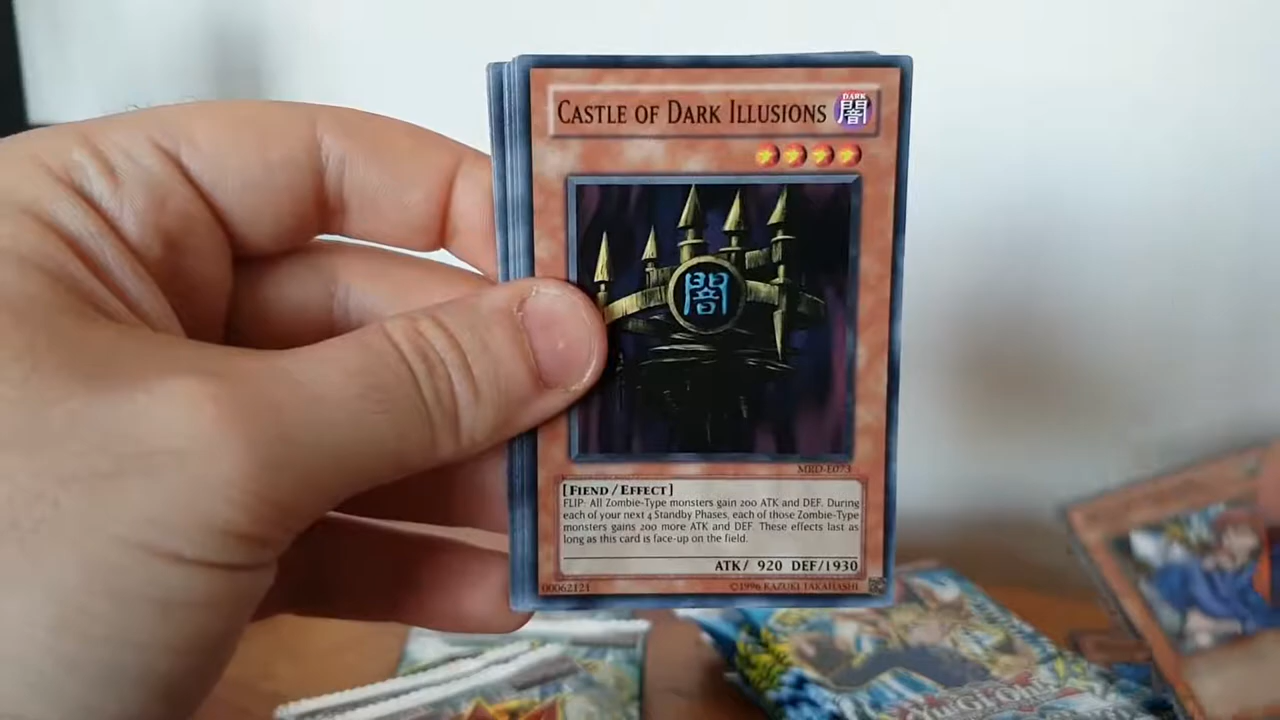 CASTLE OF DARK ILLUSIONS
DARK
闇
闇
MRD-E073
[FIEND/EFFECT]
FLIP: All Zombie-Type monsters gain 200 ATK and DEF. During
each of your next 4 Standby Phases, each of those Zombie-Type
monsters gains 200 more ATK and DEF. These effects last as
long as this card is face-up on the field.
ATK/ 920 DEF/1930
00062121
©1996 KAZUKI TAKAHASHI
YU-GI-OH!